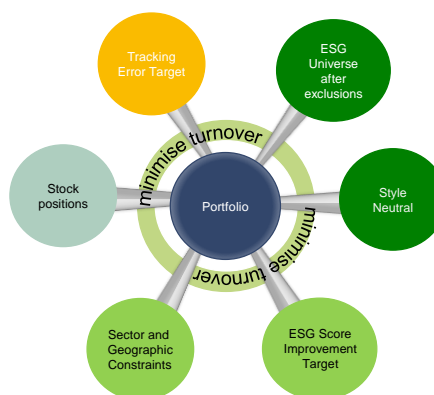 Tracking
Error Target
ESG
Universe
after
exclusions
minimise turnover
Stock
positions
Portfolio
Style
Neutral
minimise turnover
Sector and
Geographic
Constraints
ESG Score
Improvement
Target